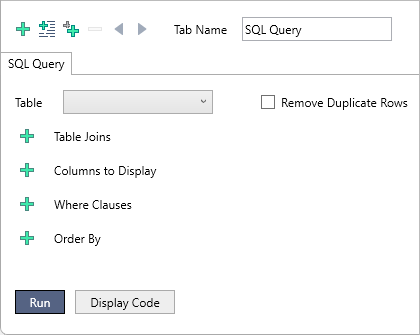 Tab Name SQL Query
SQL Query
Table Remove Duplicate Rows
Table Joins
Columns to Display
Where Clauses
Order By
Run Display Code